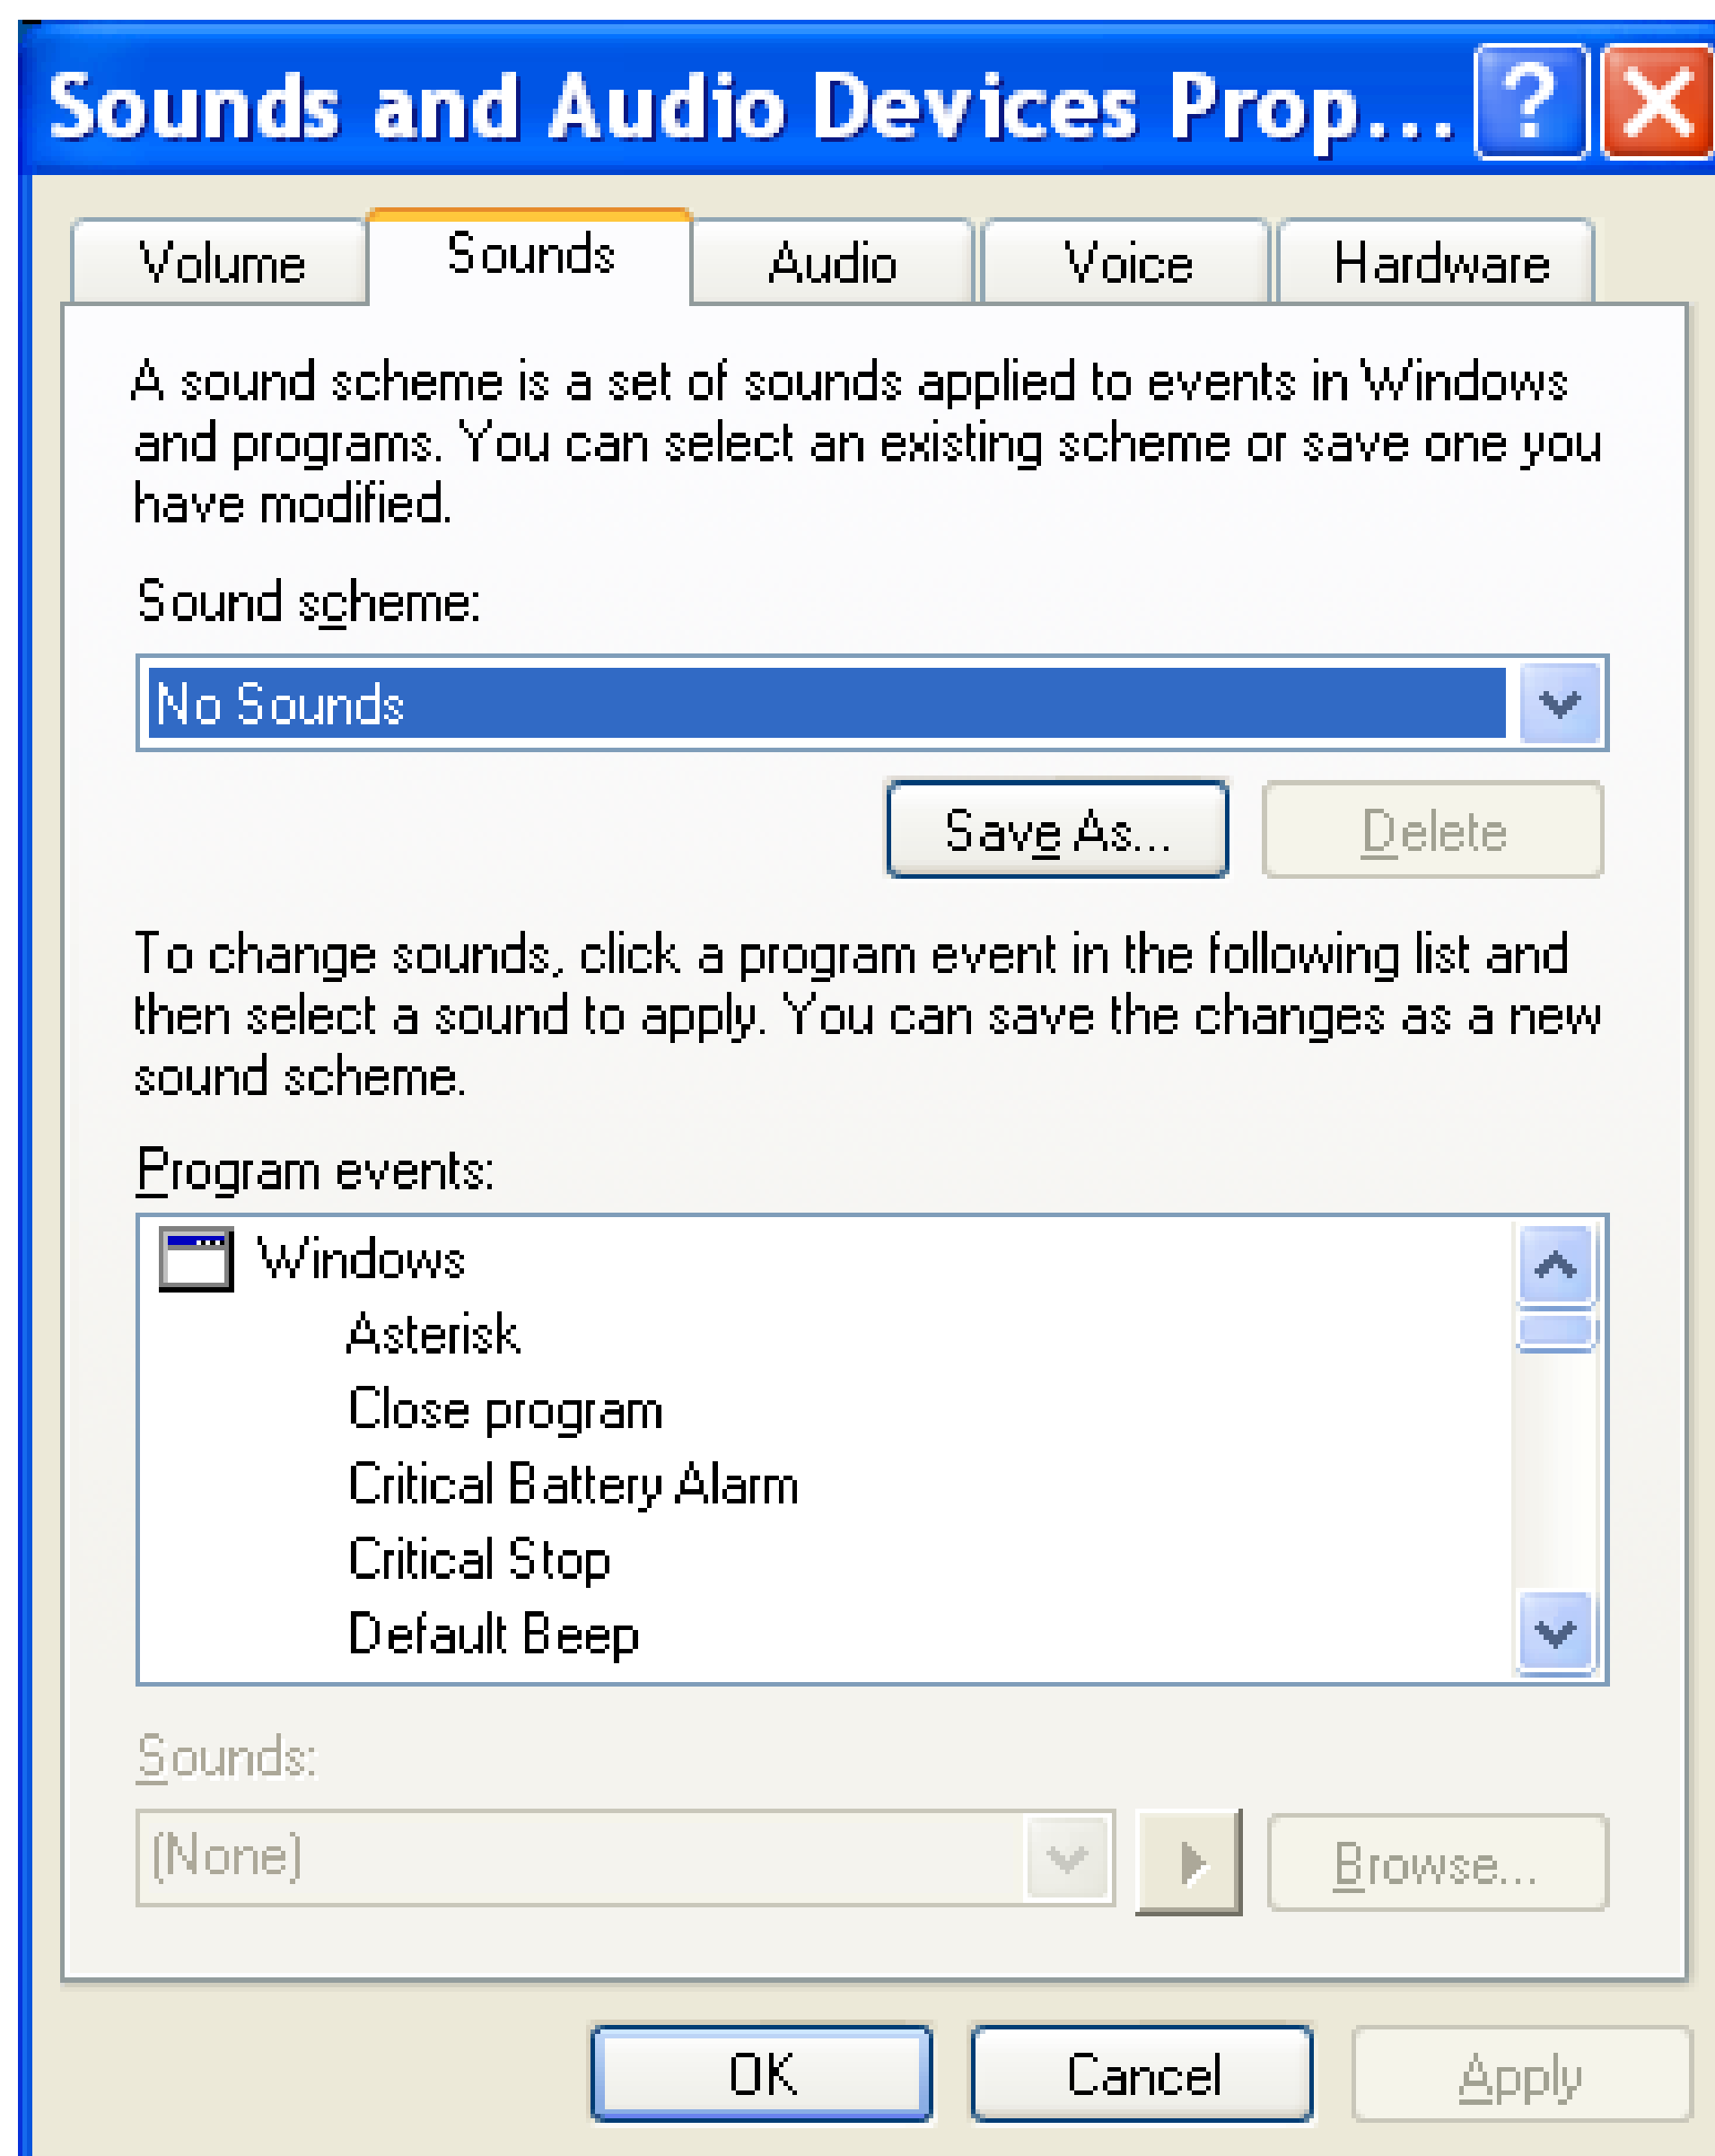 Sounds and Audio Devices Prop...
?
Volume
Sounds
Audio
Voice
Hardware
A sound scheme is a set of sounds applied to events in Windows
and programs. You can select an existing scheme or save one you
have modified.
Sound scheme:
No Sounds
Save As...
Delete
To change sounds, click a program event in the following list and
then select a sound to apply. You can save the changes as a new
sound scheme.
Program events:
Windows
Asterisk
Close program
Critical Battery Alarm
Critical Stop
Default Beep
Sounds:
(None)
Browse...
OK
Cancel
Apply